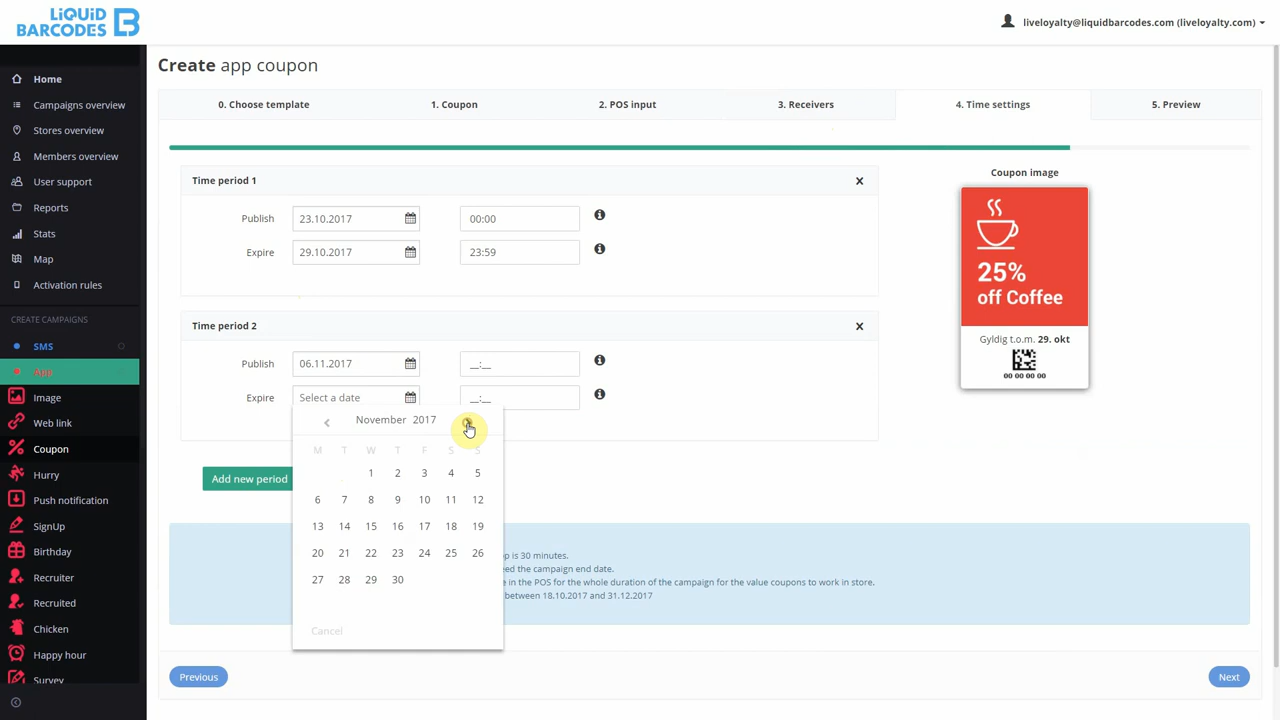 LIQUID
BARCODES
liveloyalty@liquidbarcodes.com (liveloyalty.com)
Create app coupon
Home
Campaigns overview
Stores overview
Members overview
User support
Reports
Stats
Map
Activation rules
CREATE CAMPAIGNS
SMS
App
Image
Web link
Coupon
Hurry
Push notification
SignUp
Birthday
Recruiter
Recruited
Chicken
Happy hour
Survey
0. Choose template
1. Coupon
2. POS input
3. Receivers
4. Time settings
5. Preview
Time period 1
Publish 23.10.2017 00:00
Expire 29.10.2017 23:59
Time period 2
Publish 06.11.2017 __:__
Expire Select a date __:__
November 2017
M T W T F S S
1 2 3 4 5
6 7 8 9 10 11 12
13 14 15 16 17 18 19
20 21 22 23 24 25 26
27 28 29 30
Cancel
Add new period
p is 30 minutes.
eed the campaign end date.
e in the POS for the whole duration of the campaign for the value coupons to work in store.
between 18.10.2017 and 31.12.2017
Coupon image
25%
off Coffee
Gyldig t.o.m. 29. okt
00 00 00 00
Previous
Next